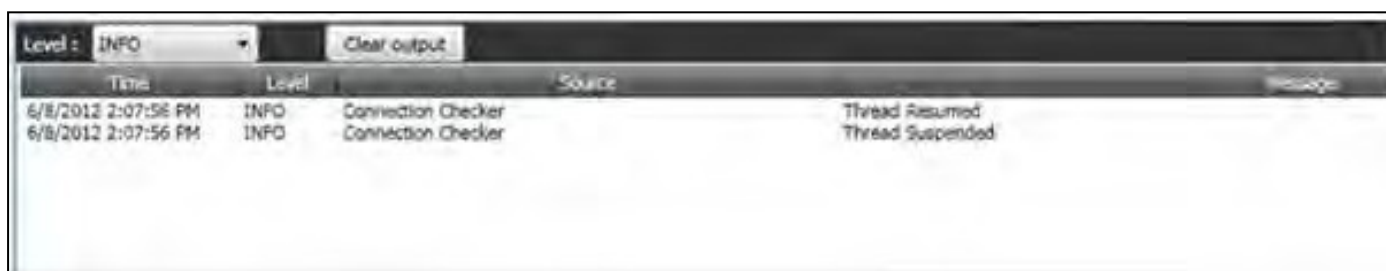 Level : INFO Clear output
Time Level Source Message
6/8/2012 2:07:56 PM INFO Connection Checker Thread Resumed
6/8/2012 2:07:56 PM INFO Connection Checker Thread Suspended